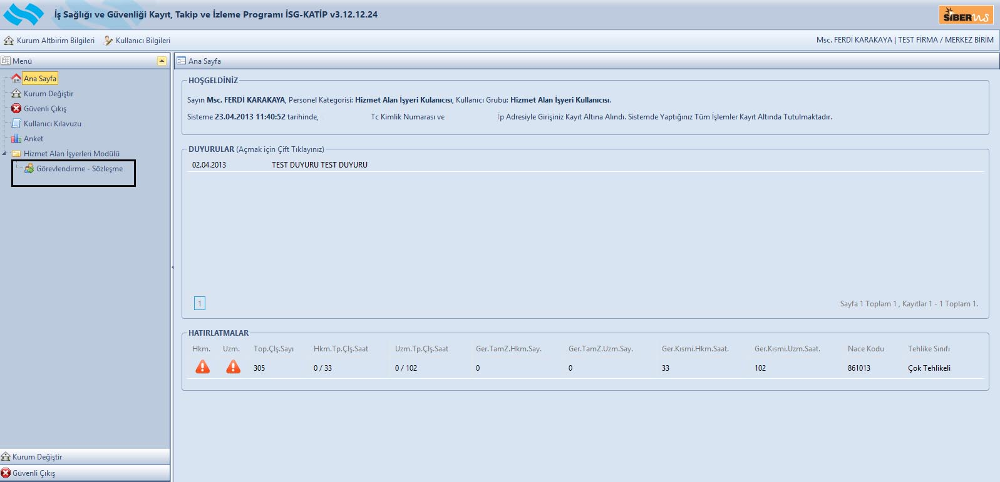 İş Sağlığı ve Güvenliği Kayıt, Takip ve İzleme Programı İSG-KATİP v3.12.12.24
SİBER NS
Kurum Altbirim Bilgileri Kullanıcı Bilgileri
Msc. FERDİ KARAKAYA | TEST FİRMA / MERKEZ BİRİM
Menü
Ana Sayfa
Kurum Değiştir
Güvenli Çıkış
Kullanıcı Kılavuzu
Anket
Hizmet Alan İşyerleri Modülü
Görevlendirme - Sözleşme
Kurum Değiştir
Güvenli Çıkış
Ana Sayfa
HOŞGELDİNİZ
Sayın Msc. FERDİ KARAKAYA, Personel Kategorisi: Hizmet Alan İşyeri Kulanıcısı, Kullanıcı Grubu: Hizmet Alan İşyeri Kullanıcısı.
Sisteme 23.04.2013 11:40:52 tarihinde, Tc Kimlik Numarası ve İp Adresiyle Girişiniz Kayıt Altına Alındı. Sistemde Yaptığınız Tüm İşlemler Kayıt Altında Tutulmaktadır.
DUYURULAR (Açmak için Çift Tıklayınız)
02.04.2013 TEST DUYURU TEST DUYURU
1
Sayfa 1 Toplam 1 , Kayıtlar 1 - 1 Toplam 1.
HATIRLATMALAR
Hkm. Uzm. Top.Çlş.Sayı Hkm.Tp.Çlş.Saat Uzm.Tp.Çlş.Saat Ger.TamZ.Hkm.Say. Ger.TamZ.Uzm.Say. Ger.Kısmi.Hkm.Saat. Ger.Kısmi.Uzm.Saat. Nace Kodu Tehlike Sınıfı
305 0 / 33 0 / 102 0 0 33 102 861013 Çok Tehlikeli